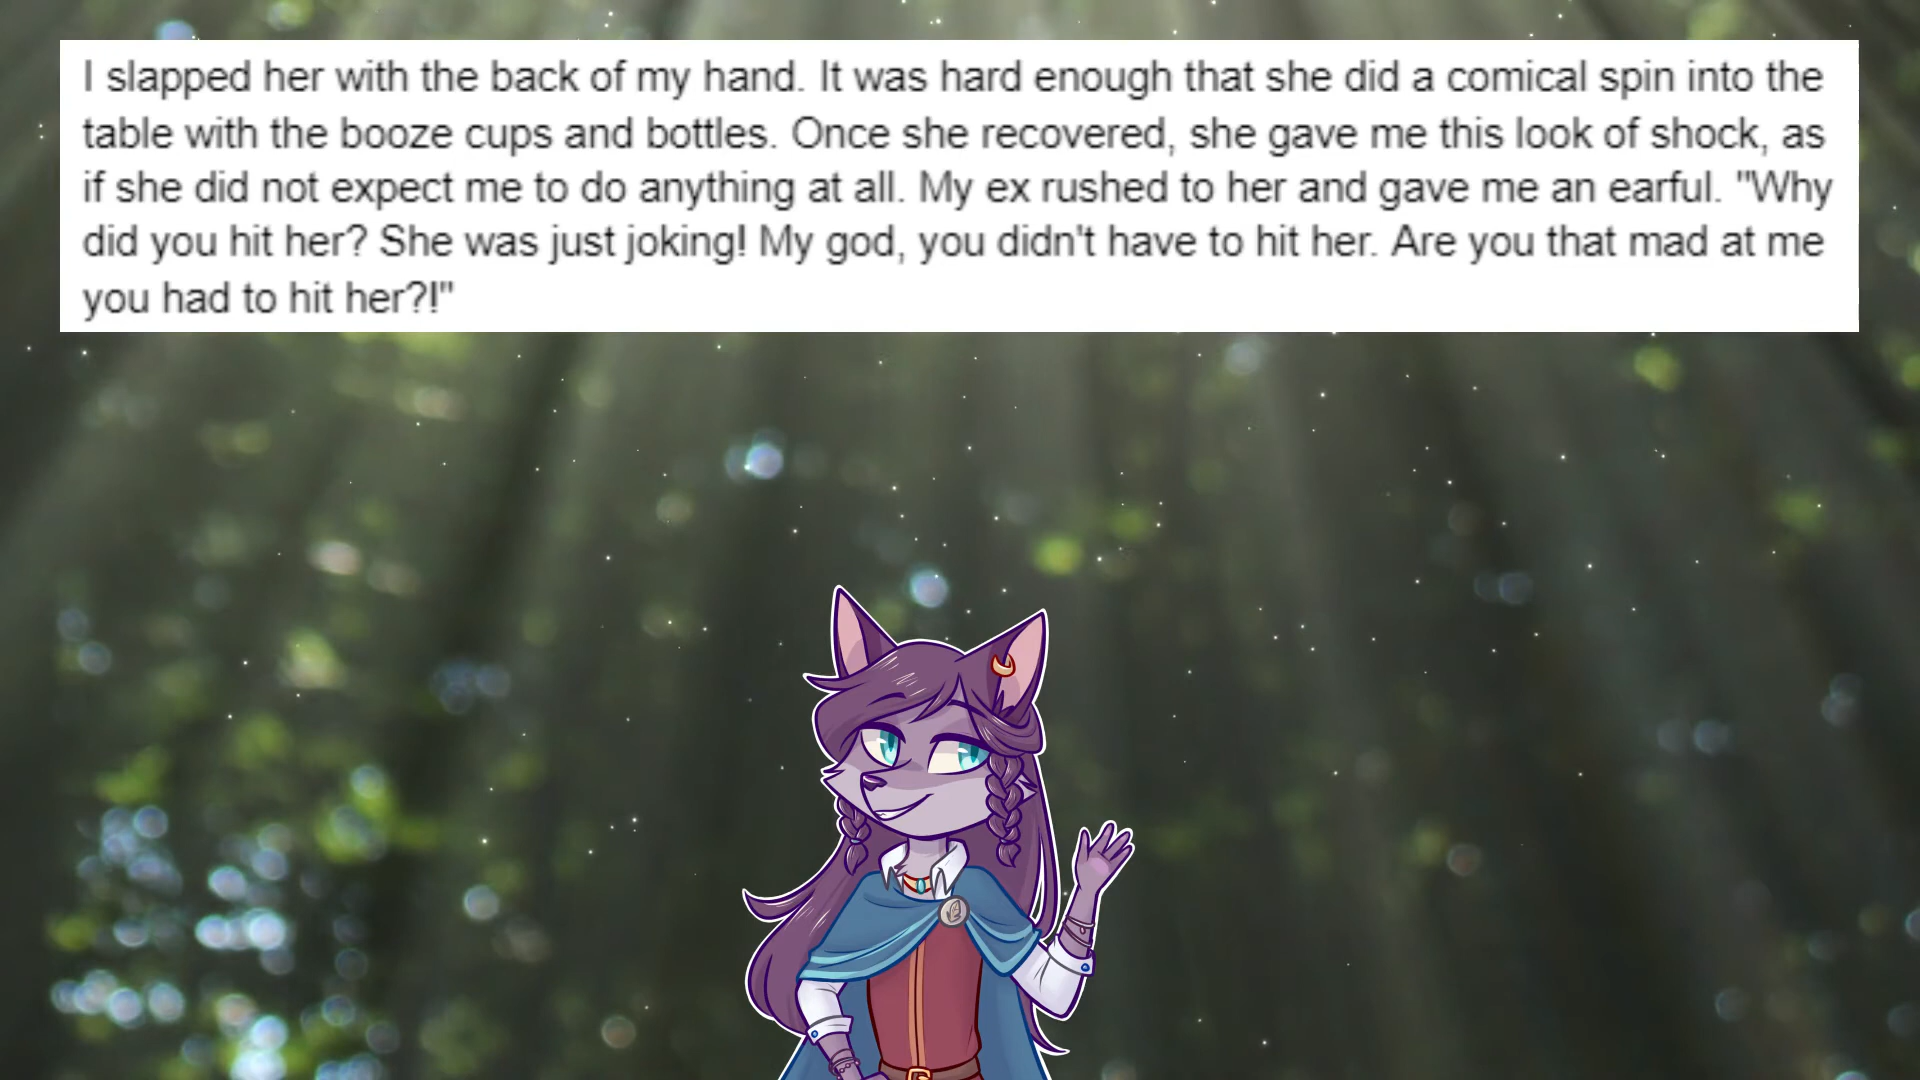 I slapped her with the back of my hand. It was hard enough that she did a comical spin into the
table with the booze cups and bottles. Once she recovered, she gave me this look of shock, as
if she did not expect me to do anything at all. My ex rushed to her and gave me an earful. "Why
did you hit her? She was just joking! My god, you didn't have to hit her. Are you that mad at me
you had to hit her?!"